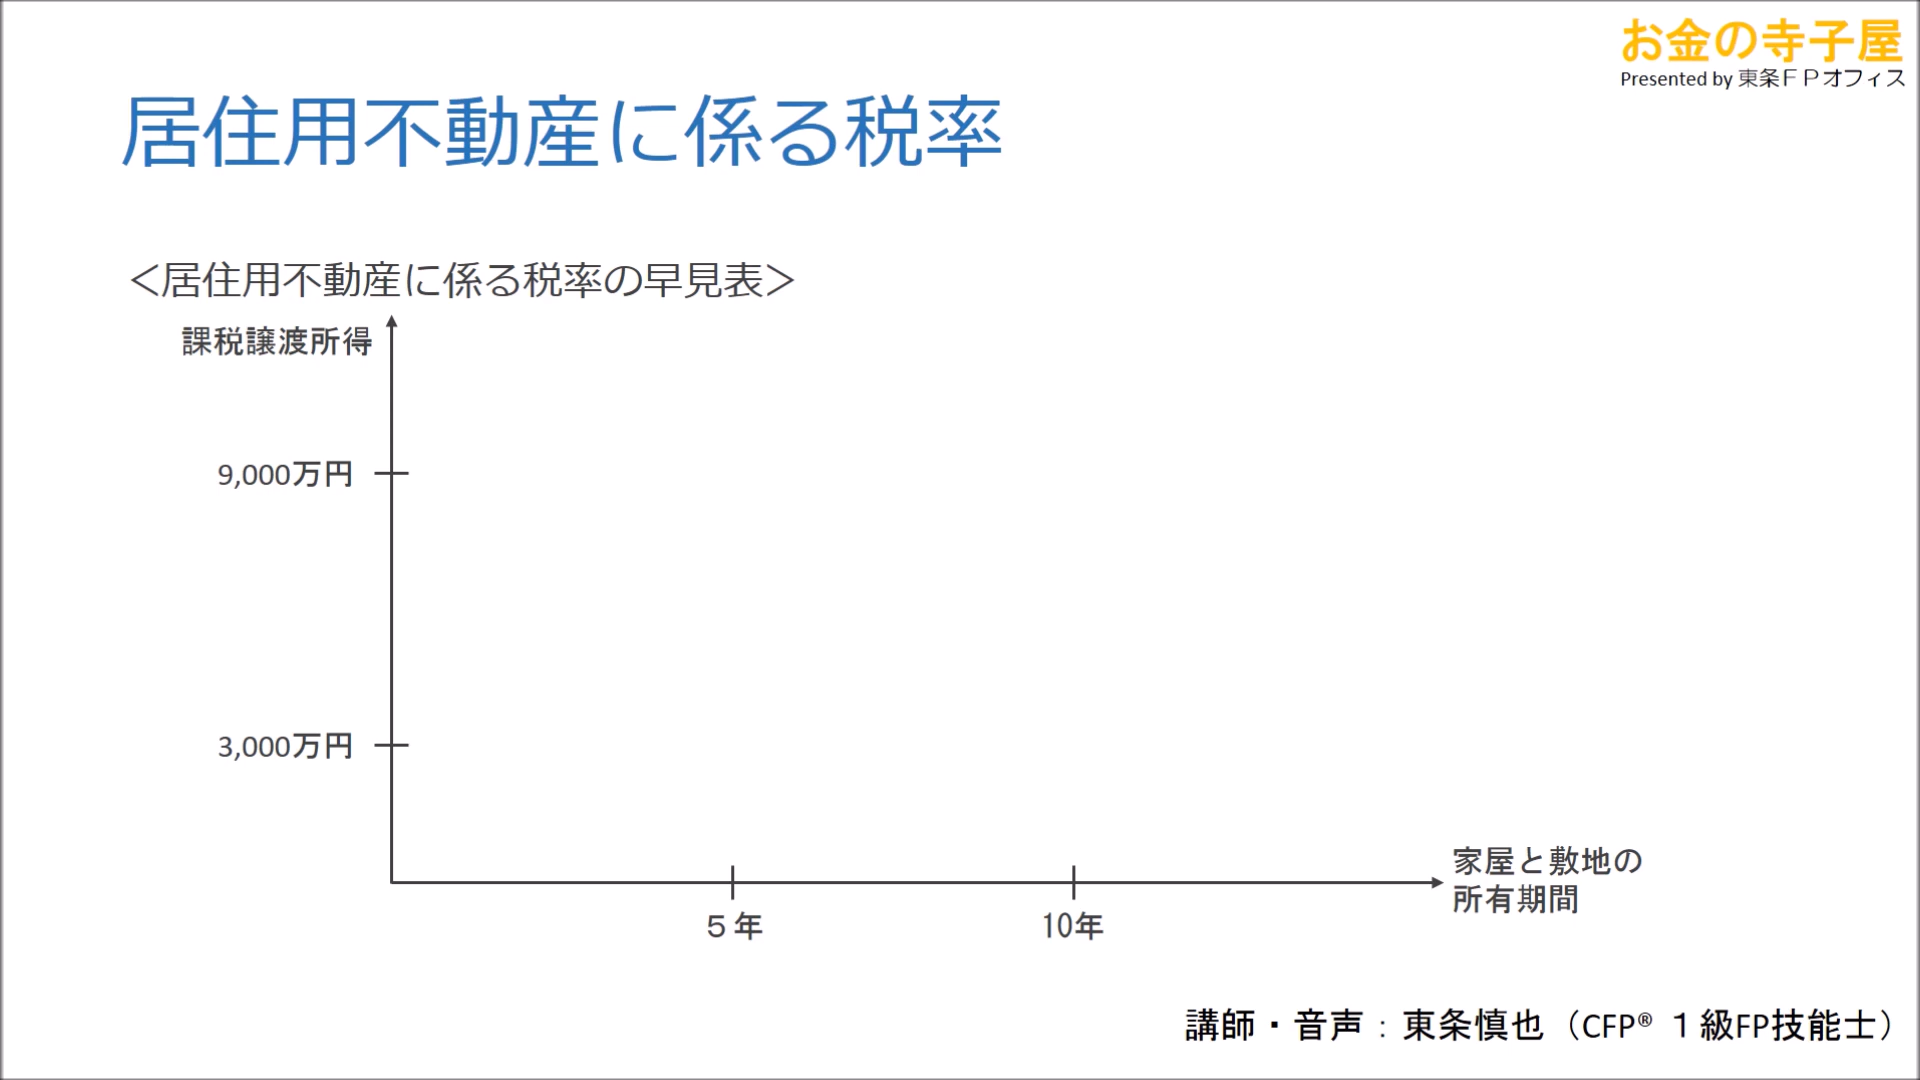 お金の寺子屋
Presented by 東条ＦＰオフィス
居住用不動産に係る税率
＜居住用不動産に係る税率の早見表＞
課税譲渡所得
9,000万円
3,000万円
家屋と敷地の
所有期間
５年
10年
講師・音声：東条慎也（CFP® １級FP技能士）